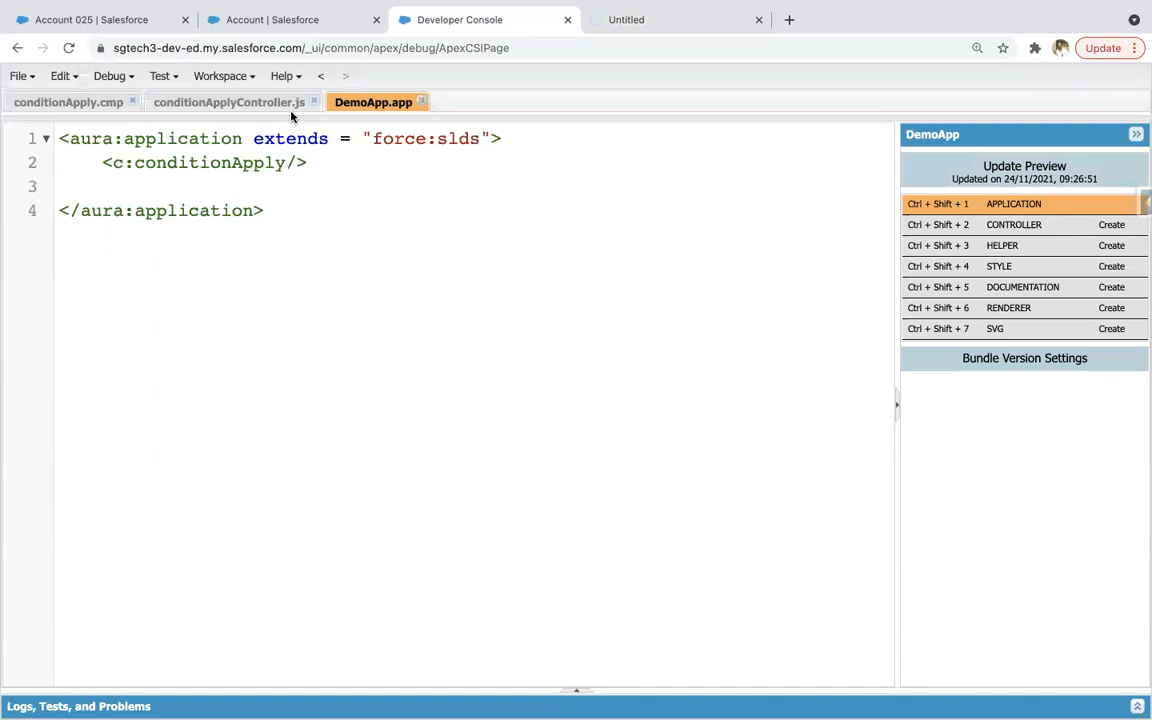 Account 025 | Salesforce
Account | Salesforce
Developer Console
Untitled
sgtech3-dev-ed.my.salesforce.com/_ui/common/apex/debug/ApexCSIPage
Update
File
Edit
Debug
Test
Workspace
Help
<
>
conditionApply.cmp
conditionApplyController.js
DemoApp.app
1 <aura:application extends = "force:slds">
2 <c:conditionApply/>
3
4 </aura:application>
DemoApp
Update Preview
Updated on 24/11/2021, 09:26:51
Ctrl + Shift + 1 APPLICATION
Ctrl + Shift + 2 CONTROLLER Create
Ctrl + Shift + 3 HELPER Create
Ctrl + Shift + 4 STYLE Create
Ctrl + Shift + 5 DOCUMENTATION Create
Ctrl + Shift + 6 RENDERER Create
Ctrl + Shift + 7 SVG Create
Bundle Version Settings
Logs, Tests, and Problems